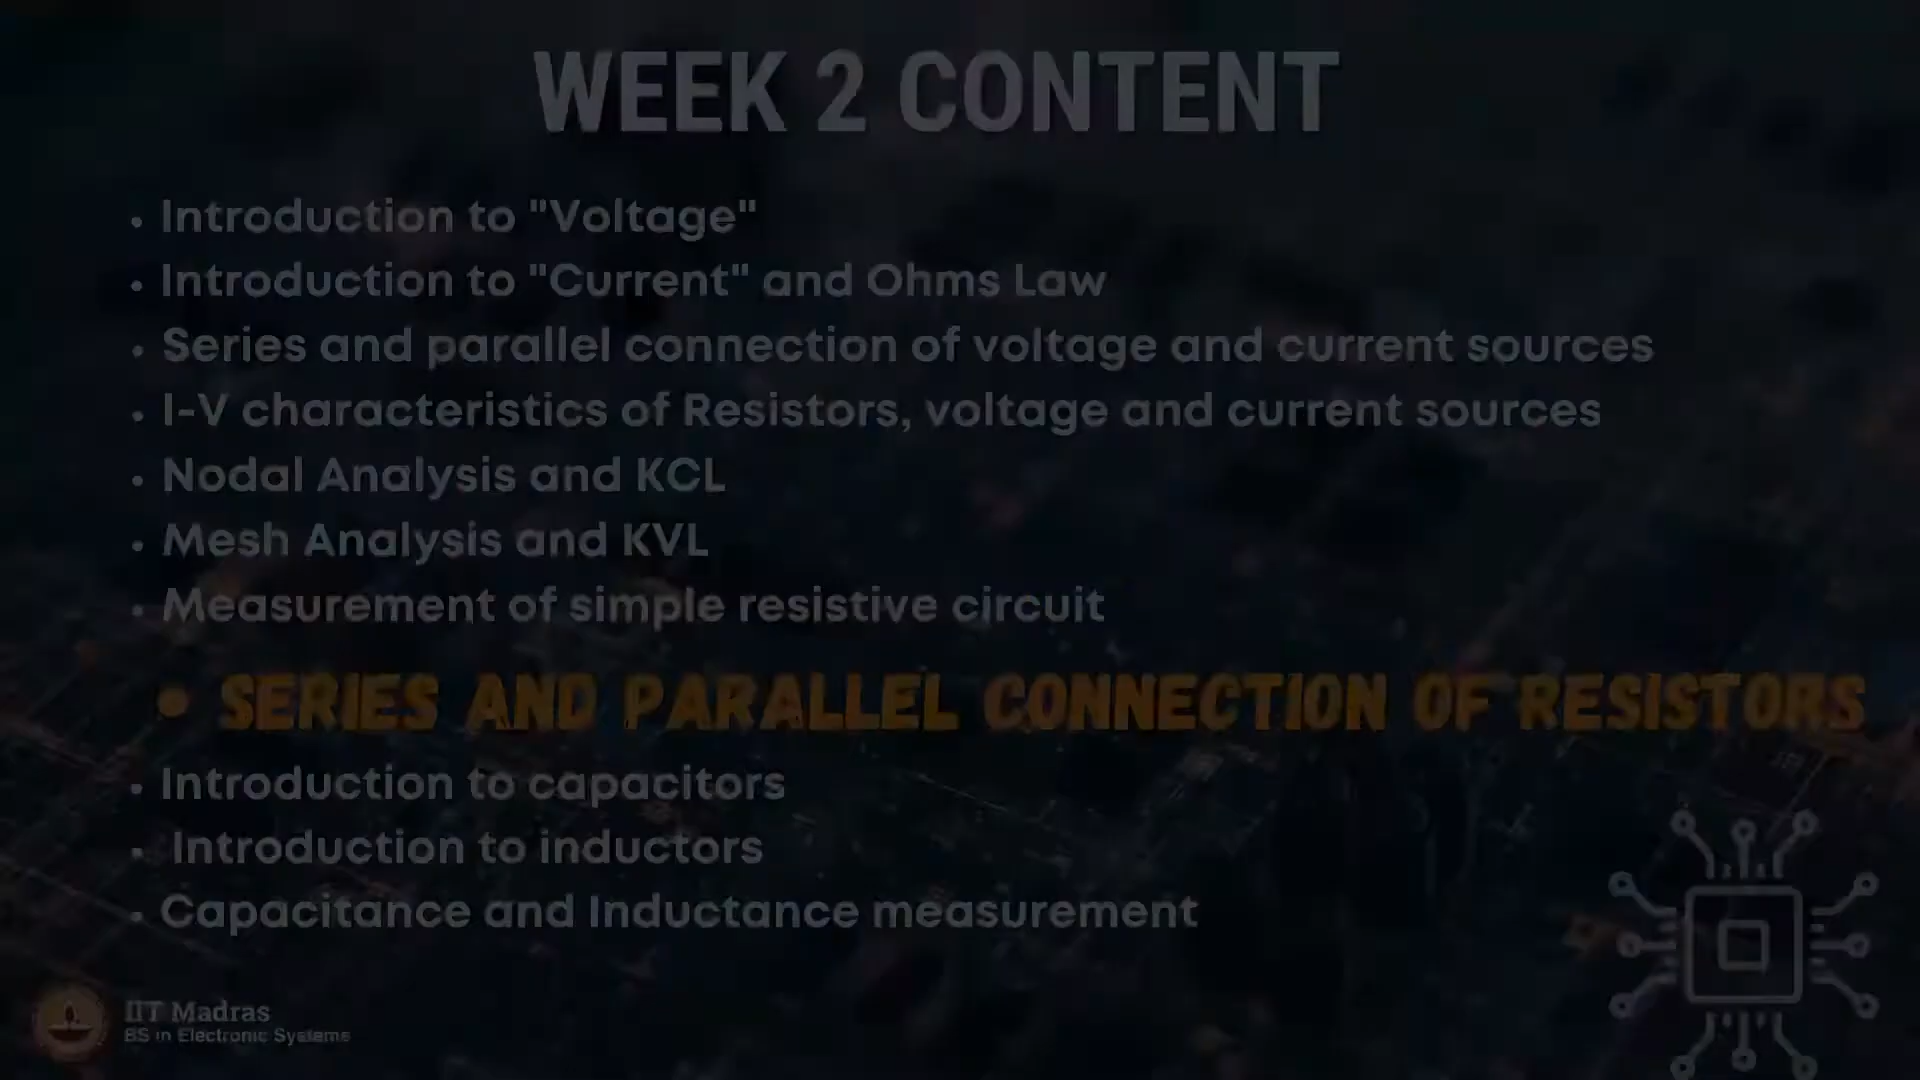 WEEK 2 CONTENT
• Introduction to "Voltage"
• Introduction to "Current" and Ohms Law
• Series and parallel connection of voltage and current sources
• I-V characteristics of Resistors, voltage and current sources
• Nodal Analysis and KCL
• Mesh Analysis and KVL
• Measurement of simple resistive circuit
• SERIES AND PARALLEL CONNECTION OF RESISTORS
• Introduction to capacitors
• Introduction to inductors
• Capacitance and Inductance measurement
IIT Madras
BS in Electronic Systems